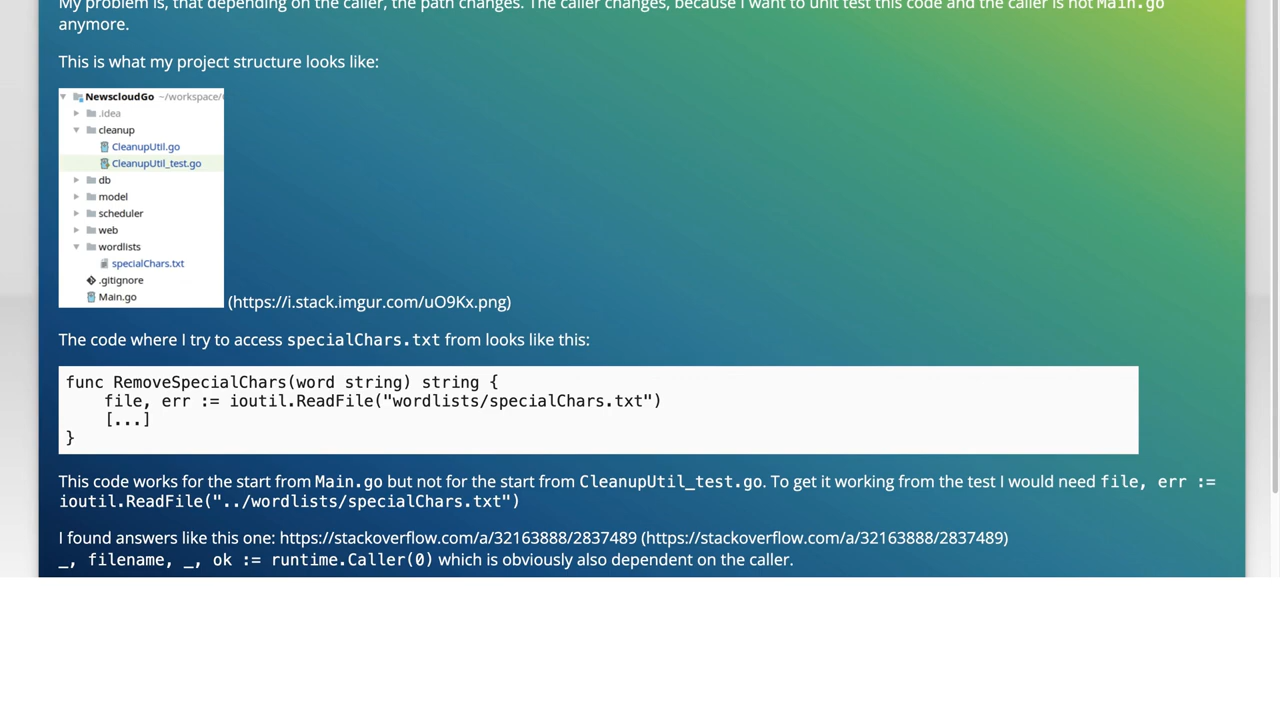 My problem is, that depending on the caller, the path changes. The caller changes, because I want to unit test this code and the caller is not Main.go
anymore.
This is what my project structure looks like:
NewscloudGo ~/workspace/
.idea
cleanup
CleanupUtil.go
CleanupUtil_test.go
db
model
scheduler
web
wordlists
specialChars.txt
.gitignore
Main.go
(https://i.stack.imgur.com/uO9Kx.png)
The code where I try to access specialChars.txt from looks like this:
func RemoveSpecialChars(word string) string {
    file, err := ioutil.ReadFile("wordlists/specialChars.txt")
    [...]
}
This code works for the start from Main.go but not for the start from CleanupUtil_test.go. To get it working from the test I would need file, err :=
ioutil.ReadFile("../wordlists/specialChars.txt")
I found answers like this one: https://stackoverflow.com/a/32163888/2837489 (https://stackoverflow.com/a/32163888/2837489)
_, filename, _, ok := runtime.Caller(0) which is obviously also dependent on the caller.